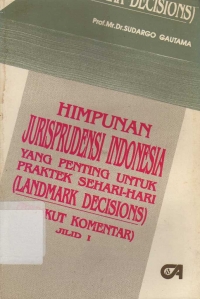 DECISIONS)
Prof.Mr.Dr.SUDARGO GAUTAMA
HIMPUNAN
JURISPRUDENSI INDONESIA
YANG PENTING UNTUK
PRAKTEK SEHARI-HARI
(LANDMARK DECISIONS)
KUT KOMENTAR)
JILID I